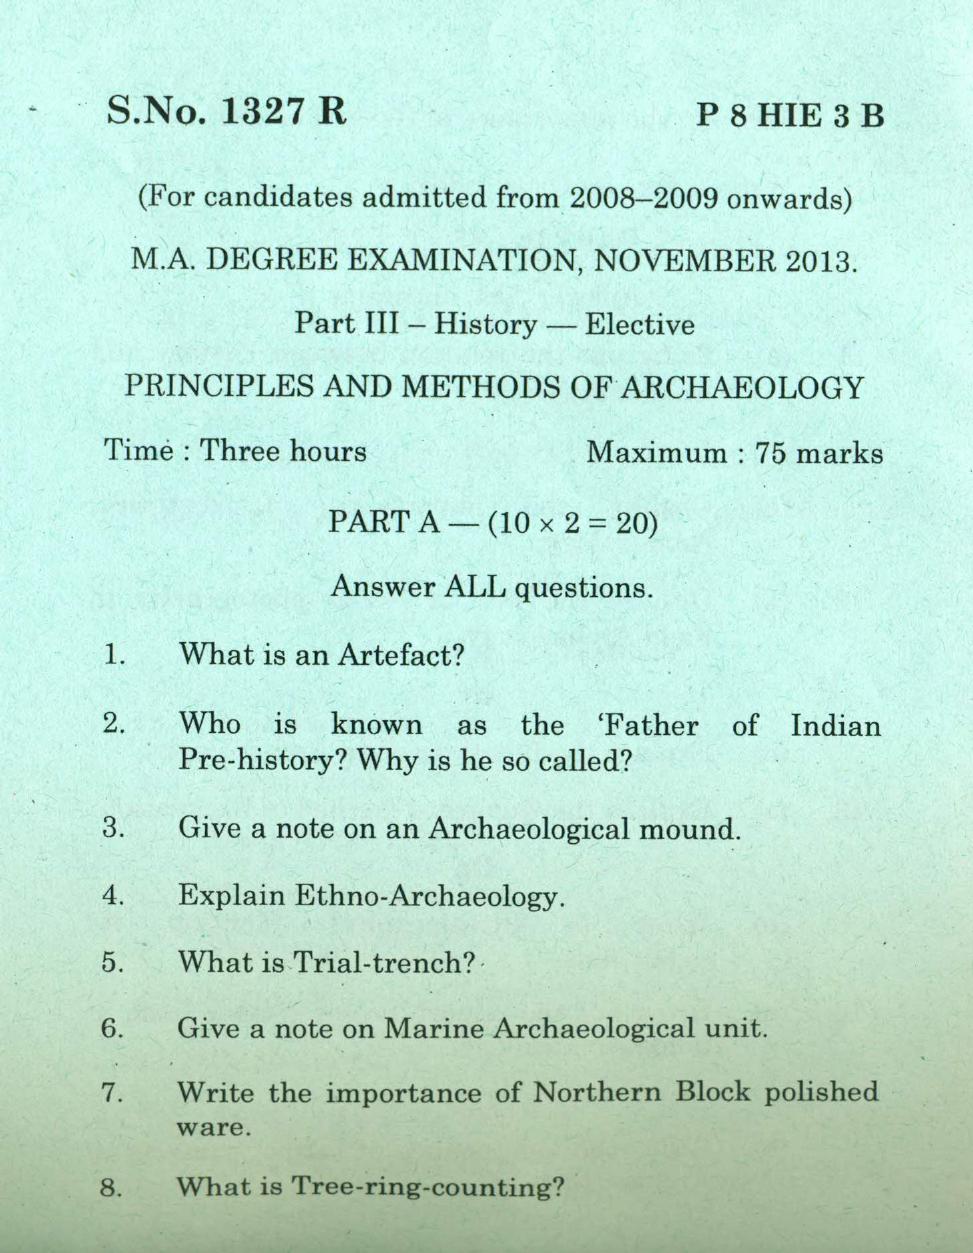 S.No. 1327 R P 8 HIE 3 B
(For candidates admitted from 2008–2009 onwards)
M.A. DEGREE EXAMINATION, NOVEMBER 2013.
Part III – History — Elective
PRINCIPLES AND METHODS OF ARCHAEOLOGY
Time : Three hours Maximum : 75 marks
PART A — (10 × 2 = 20)
Answer ALL questions.
1. What is an Artefact?
2. Who is known as the ‘Father of Indian
Pre-history? Why is he so called?
3. Give a note on an Archaeological mound.
4. Explain Ethno-Archaeology.
5. What is Trial-trench?
6. Give a note on Marine Archaeological unit.
7. Write the importance of Northern Block polished
ware.
8. What is Tree-ring-counting?